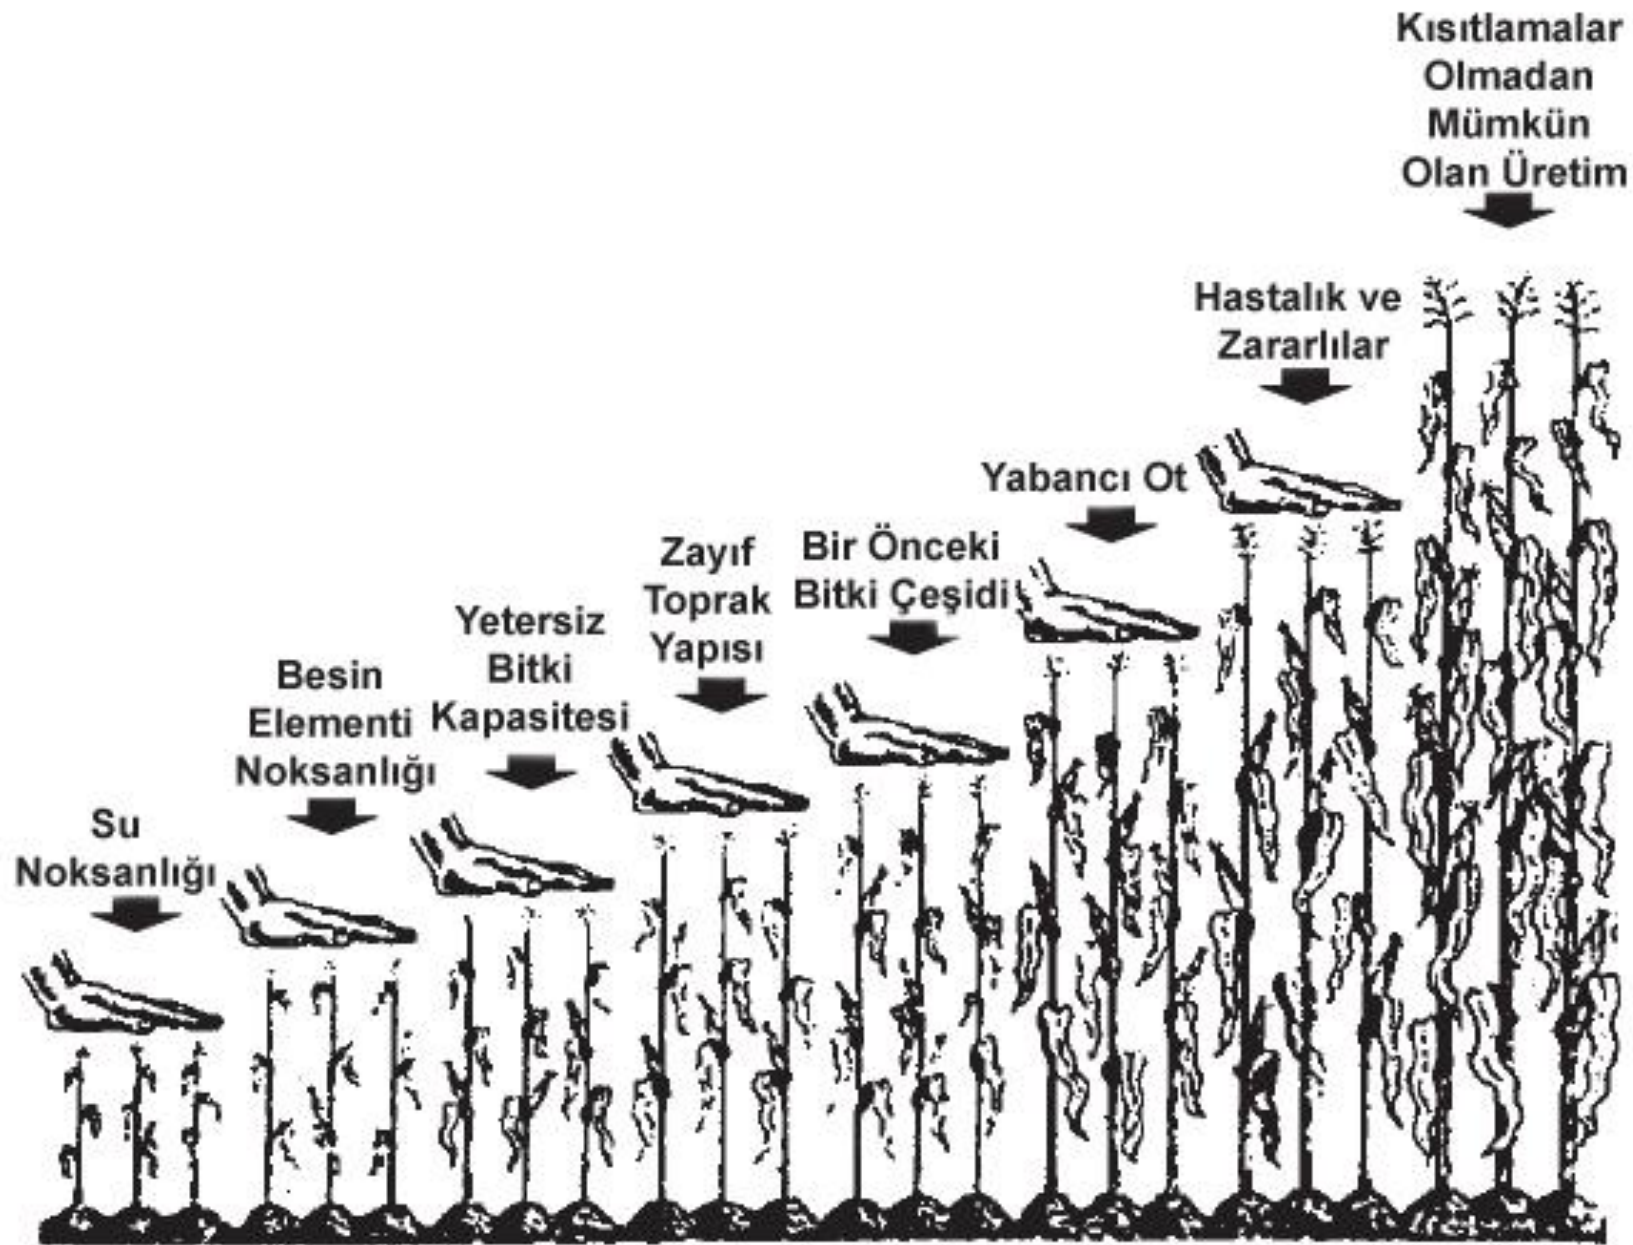 Su
Noksanlığı
Besin
Elementi
Noksanlığı
Yetersiz
Bitki
Kapasitesi
Zayıf
Toprak
Yapısı
Bir Önceki
Bitki Çeşidi
Yabancı Ot
Hastalık ve
Zararlılar
Kısıtlamalar
Olmadan
Mümkün
Olan Üretim